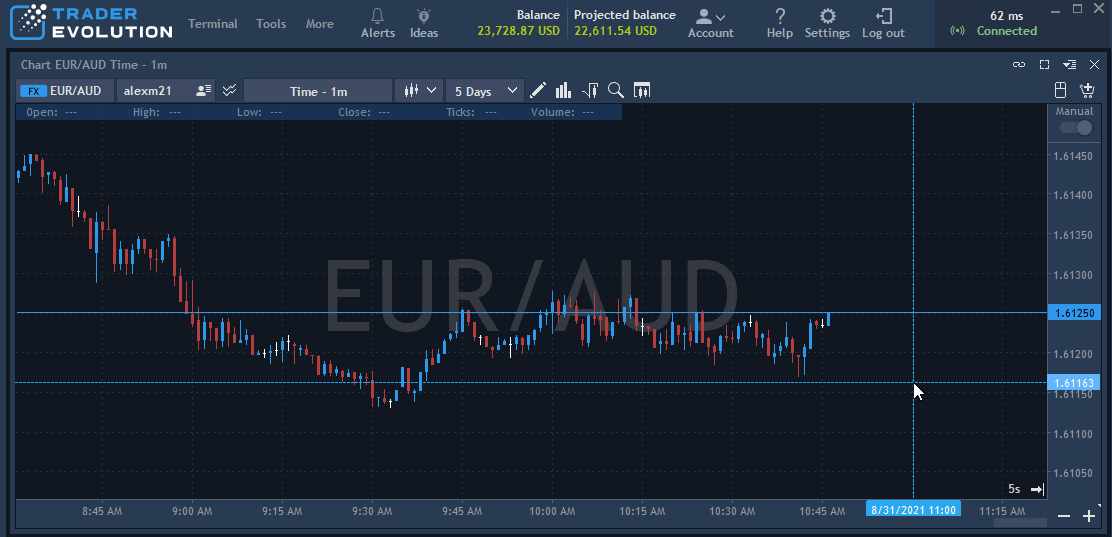 TRADER
EVOLUTION
Terminal
Tools
More
Alerts
Ideas
Balance
23,728.87 USD
Projected balance
22,611.54 USD
Account
Help
Settings
Log out
62 ms
Connected
Chart EUR/AUD Time - 1m
FX EUR/AUD
alexm21
Time - 1m
5 Days
Open: ---
High: ---
Low: ---
Close: ---
Ticks: ---
Volume: ---
Manual
EUR/AUD
1.61450
1.61400
1.61350
1.61300
1.61250
1.61200
1.61163
1.61150
1.61100
1.61050
5s
8:45 AM
9:00 AM
9:15 AM
9:30 AM
9:45 AM
10:00 AM
10:15 AM
10:30 AM
10:45 AM
8/31/2021 11:00
11:15 AM